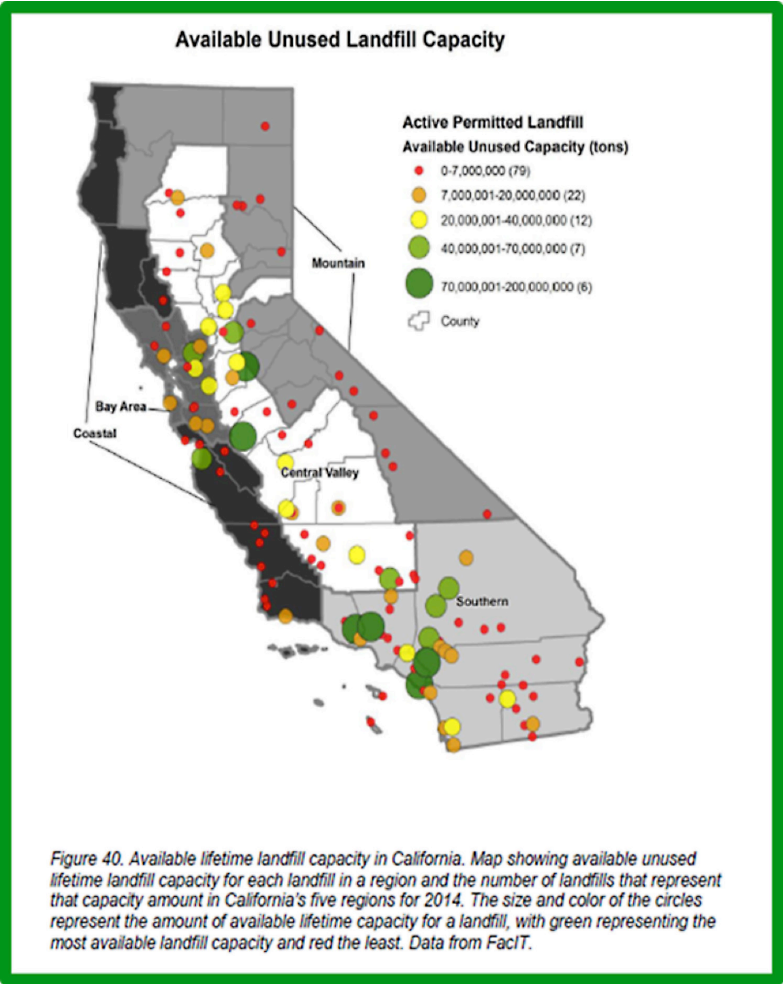 Available Unused Landfill Capacity
Active Permitted Landfill
Available Unused Capacity (tons)
0-7,000,000 (79)
7,000,001-20,000,000 (22)
20,000,001-40,000,000 (12)
40,000,001-70,000,000 (7)
70,000,001-200,000,000 (6)
County
Mountain
Bay Area
Coastal
Central Valley
Southern
Figure 40. Available lifetime landfill capacity in California. Map showing available unused
lifetime landfill capacity for each landfill in a region and the number of landfills that represent
that capacity amount in California's five regions for 2014. The size and color of the circles
represent the amount of available lifetime capacity for a landfill, with green representing the
most available landfill capacity and red the least. Data from FacIT.